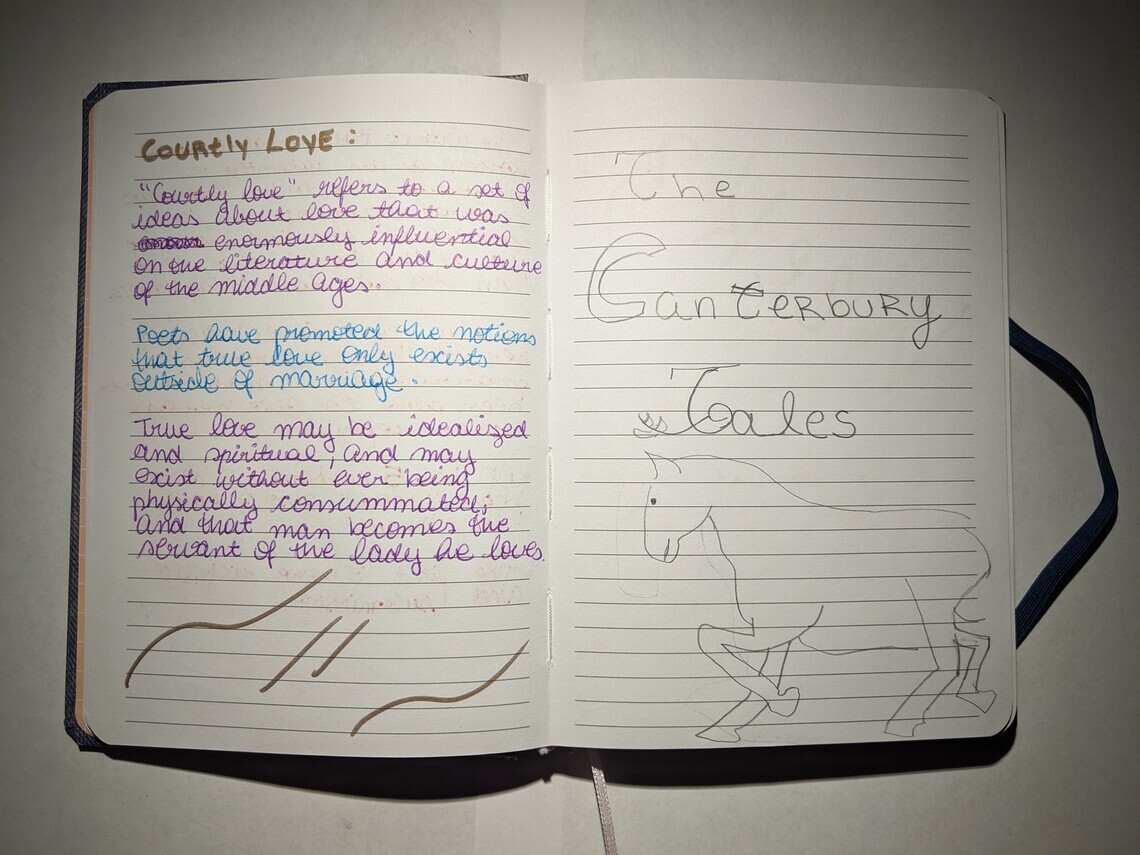 Courtly Love:
"Courtly love" refers to a set of
ideas about love that was
enormously influential
on the literature and culture
of the middle ages.
Poets have promoted the notions
that true love only exists
outside of marriage.
True love may be idealized
and spiritual, and may
exist without ever being
physically consummated;
and that man becomes the
servant of the lady he loves.
The
Canterbury
Tales